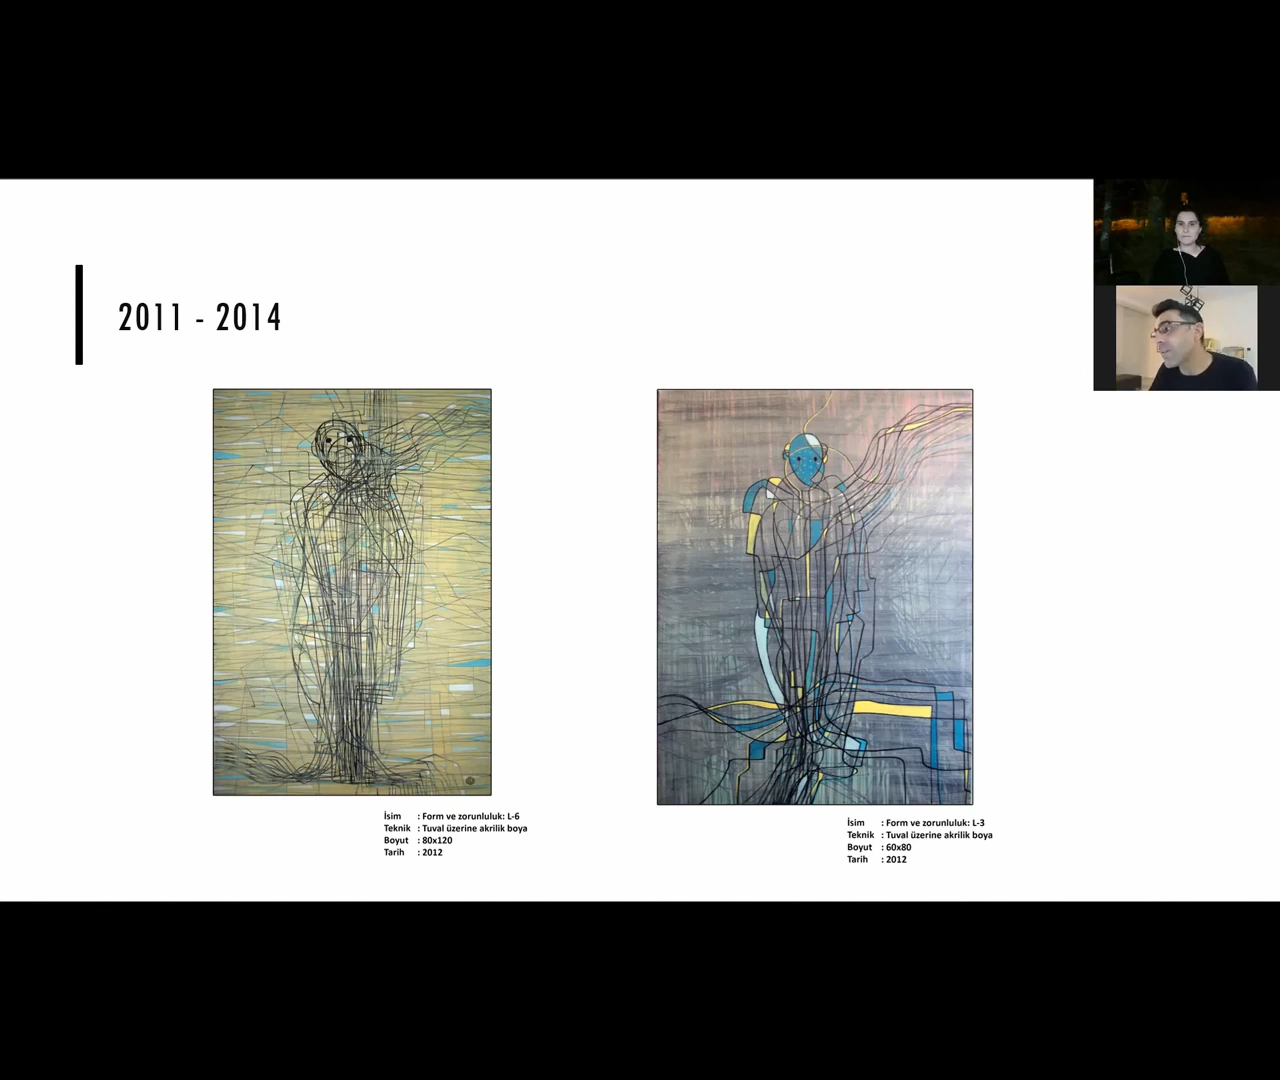 2011 - 2014
İsim : Form ve zorunluluk: L-6
Teknik : Tuval üzerine akrilik boya
Boyut : 80x120
Tarih : 2012
İsim : Form ve zorunluluk: L-3
Teknik : Tuval üzerine akrilik boya
Boyut : 60x80
Tarih : 2012